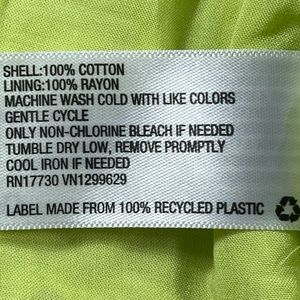 SHELL:100% COTTON
LINING:100% RAYON
MACHINE WASH COLD WITH LIKE COLORS
GENTLE CYCLE
ONLY NON-CHLORINE BLEACH IF NEEDED
TUMBLE DRY LOW, REMOVE PROMPTLY
COOL IRON IF NEEDED
RN17730 VN1299629
LABEL MADE FROM 100% RECYCLED PLASTIC